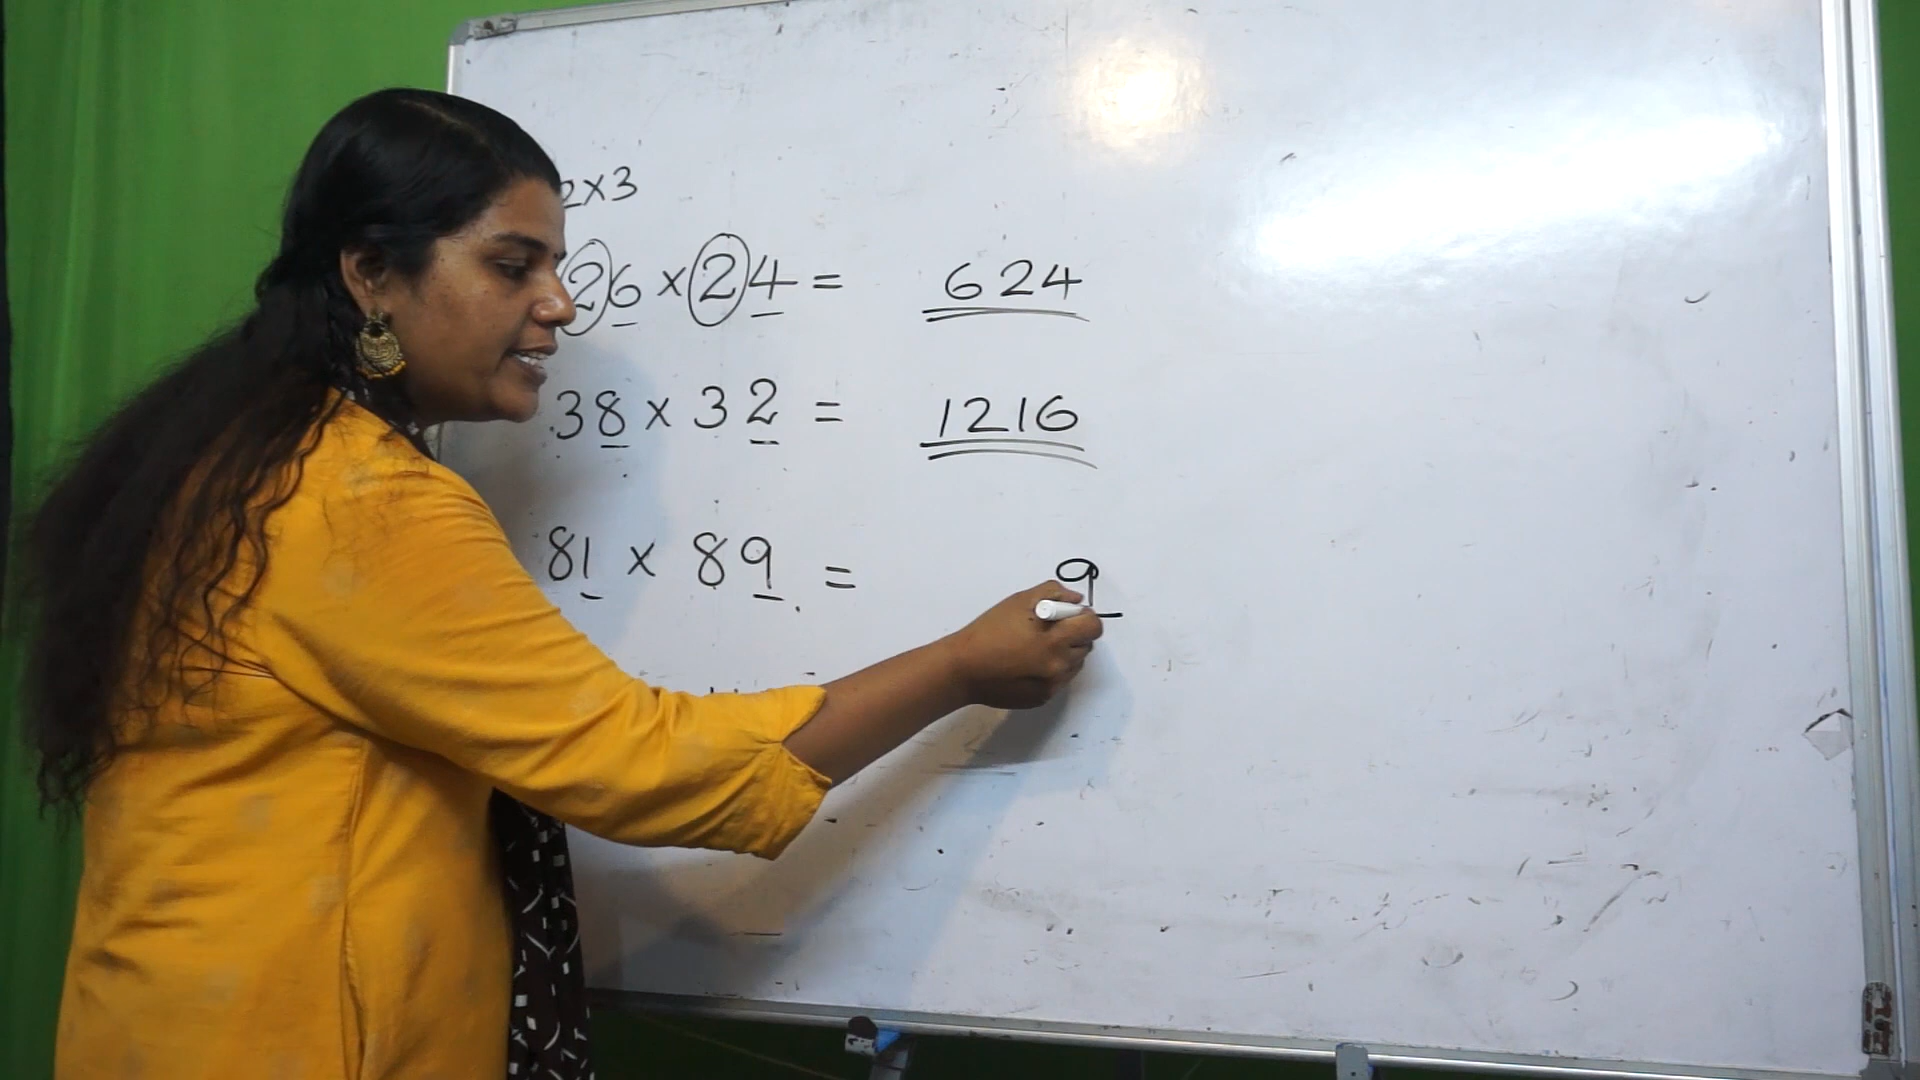 2x3
26 x 24 = 624
38 x 32 = 1216
81 x 89 = 9